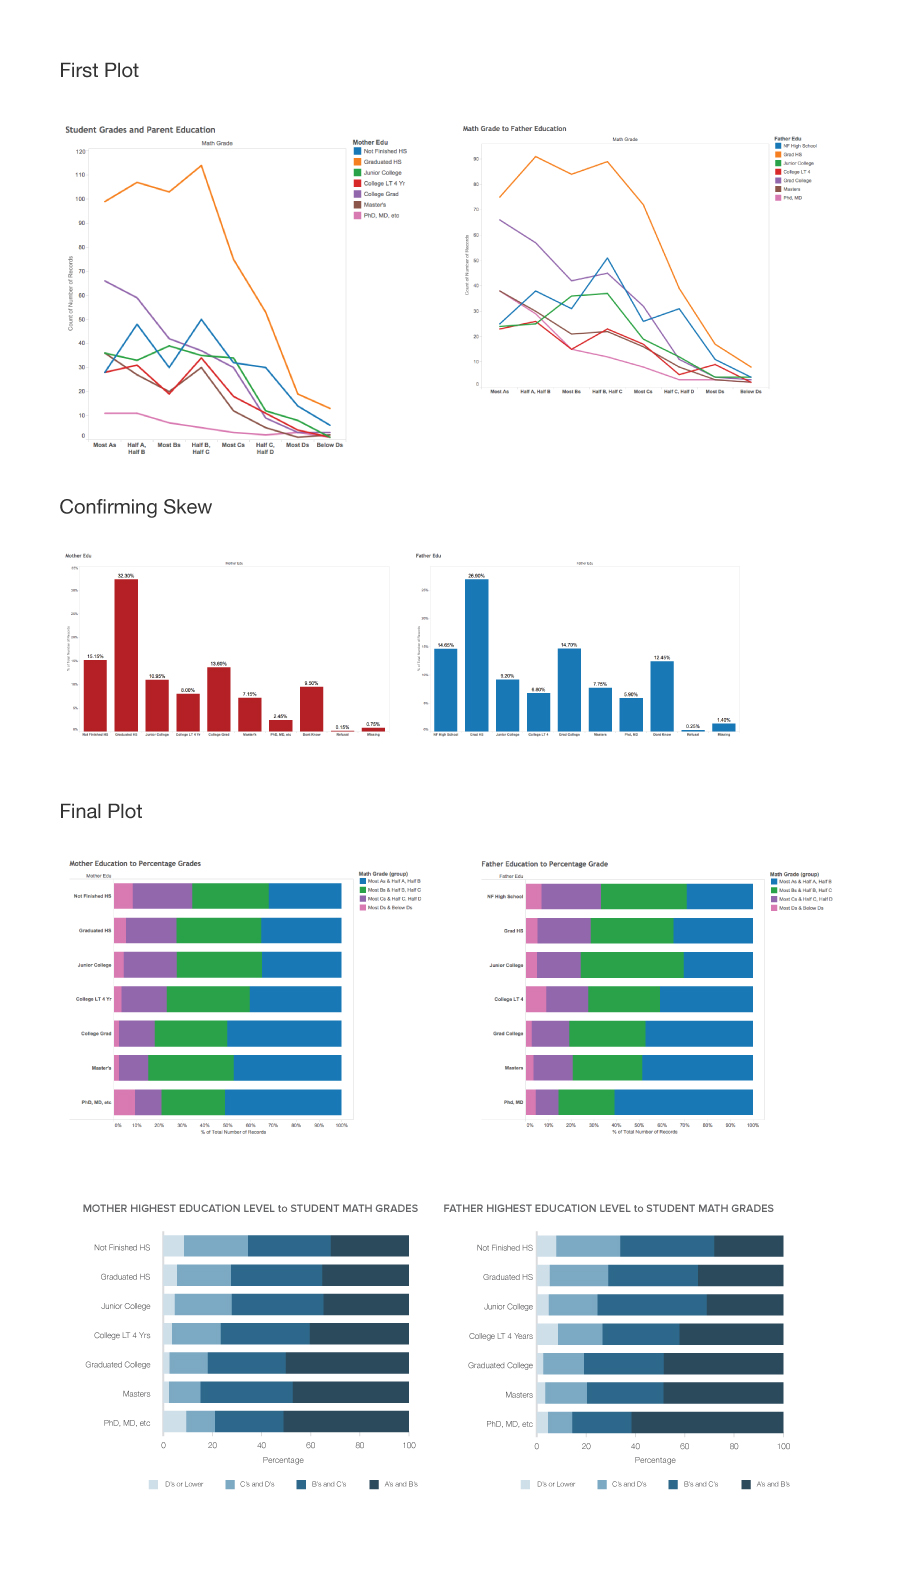 First Plot
Student Grades and Parent Education
Math Grade
Mother Edu
Not Finished HS
Graduated HS
Junior College
College LT 4 Yr
College Grad
Master's
PhD, MD, etc
Count of Number of Records
120
110
100
90
80
70
60
50
40
30
20
10
0
Most As
Half A, Half B
Most Bs
Half B, Half C
Most Cs
Half C, Half D
Most Ds
Below Ds
Math Grade to Father Education
Math Grade
Father Edu
NF High School
Grad HS
Junior College
College LT 4
Grad College
Masters
Phd, MD
Count of Number of Records
90
80
70
60
50
40
30
20
10
0
Most As
Half A, Half B
Most Bs
Half B, Half C
Most Cs
Half C, Half D
Most Ds
Below Ds
Confirming Skew
Mother Edu
Mother Edu
% of Total Number of Records
15.15%
32.30%
10.95%
8.00%
13.60%
7.15%
2.45%
9.50%
0.15%
0.75%
Not Finished HS
Graduated HS
Junior College
College LT 4 Yr
College Grad
Master's
PhD, MD, etc
Dont Know
Refused
Missing
Father Edu
Father Edu
% of Total Number of Records
14.65%
26.90%
9.20%
6.80%
14.70%
7.75%
5.90%
12.45%
0.25%
1.40%
NF High School
Grad HS
Junior College
College LT 4
Grad College
Masters
Phd, MD
Dont Know
Refused
Missing
Final Plot
Mother Education to Percentage Grades
Mother Edu
Not Finished HS
Graduated HS
Junior College
College LT 4 Yr
College Grad
Master's
PhD, MD, etc
0% 10% 20% 30% 40% 50% 60% 70% 80% 90% 100%
% of Total Number of Records
Math Grade (group)
Most As & Half A, Half B
Most Bs & Half B, Half C
Most Cs & Half C, Half D
Most Ds & Below Ds
Father Education to Percentage Grade
Father Edu
NF High School
Grad HS
Junior College
College LT 4
Grad College
Masters
Phd, MD
0% 10% 20% 30% 40% 50% 60% 70% 80% 90% 100%
% of Total Number of Records
Math Grade (group)
Most As & Half A, Half B
Most Bs & Half B, Half C
Most Cs & Half C, Half D
Most Ds & Below Ds
MOTHER HIGHEST EDUCATION LEVEL to STUDENT MATH GRADES
Not Finished HS
Graduated HS
Junior College
College LT 4 Yrs
Graduated College
Masters
PhD, MD, etc
0 20 40 60 80 100
Percentage
D's or Lower
C's and D's
B's and C's
A's and B's
FATHER HIGHEST EDUCATION LEVEL to STUDENT MATH GRADES
Not Finished HS
Graduated HS
Junior College
College LT 4 Years
Graduated College
Masters
PhD, MD, etc
0 20 40 60 80 100
Percentage
D's or Lower
C's and D's
B's and C's
A's and B's